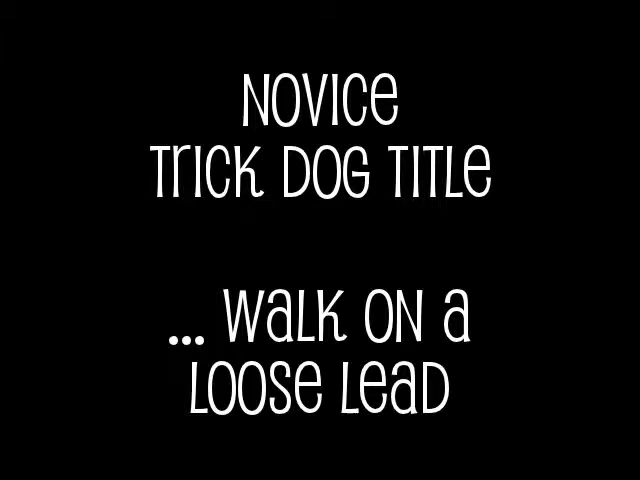 NOVICE
TRICK DOG TITLE
... WALK ON A
LOOSE LEAD